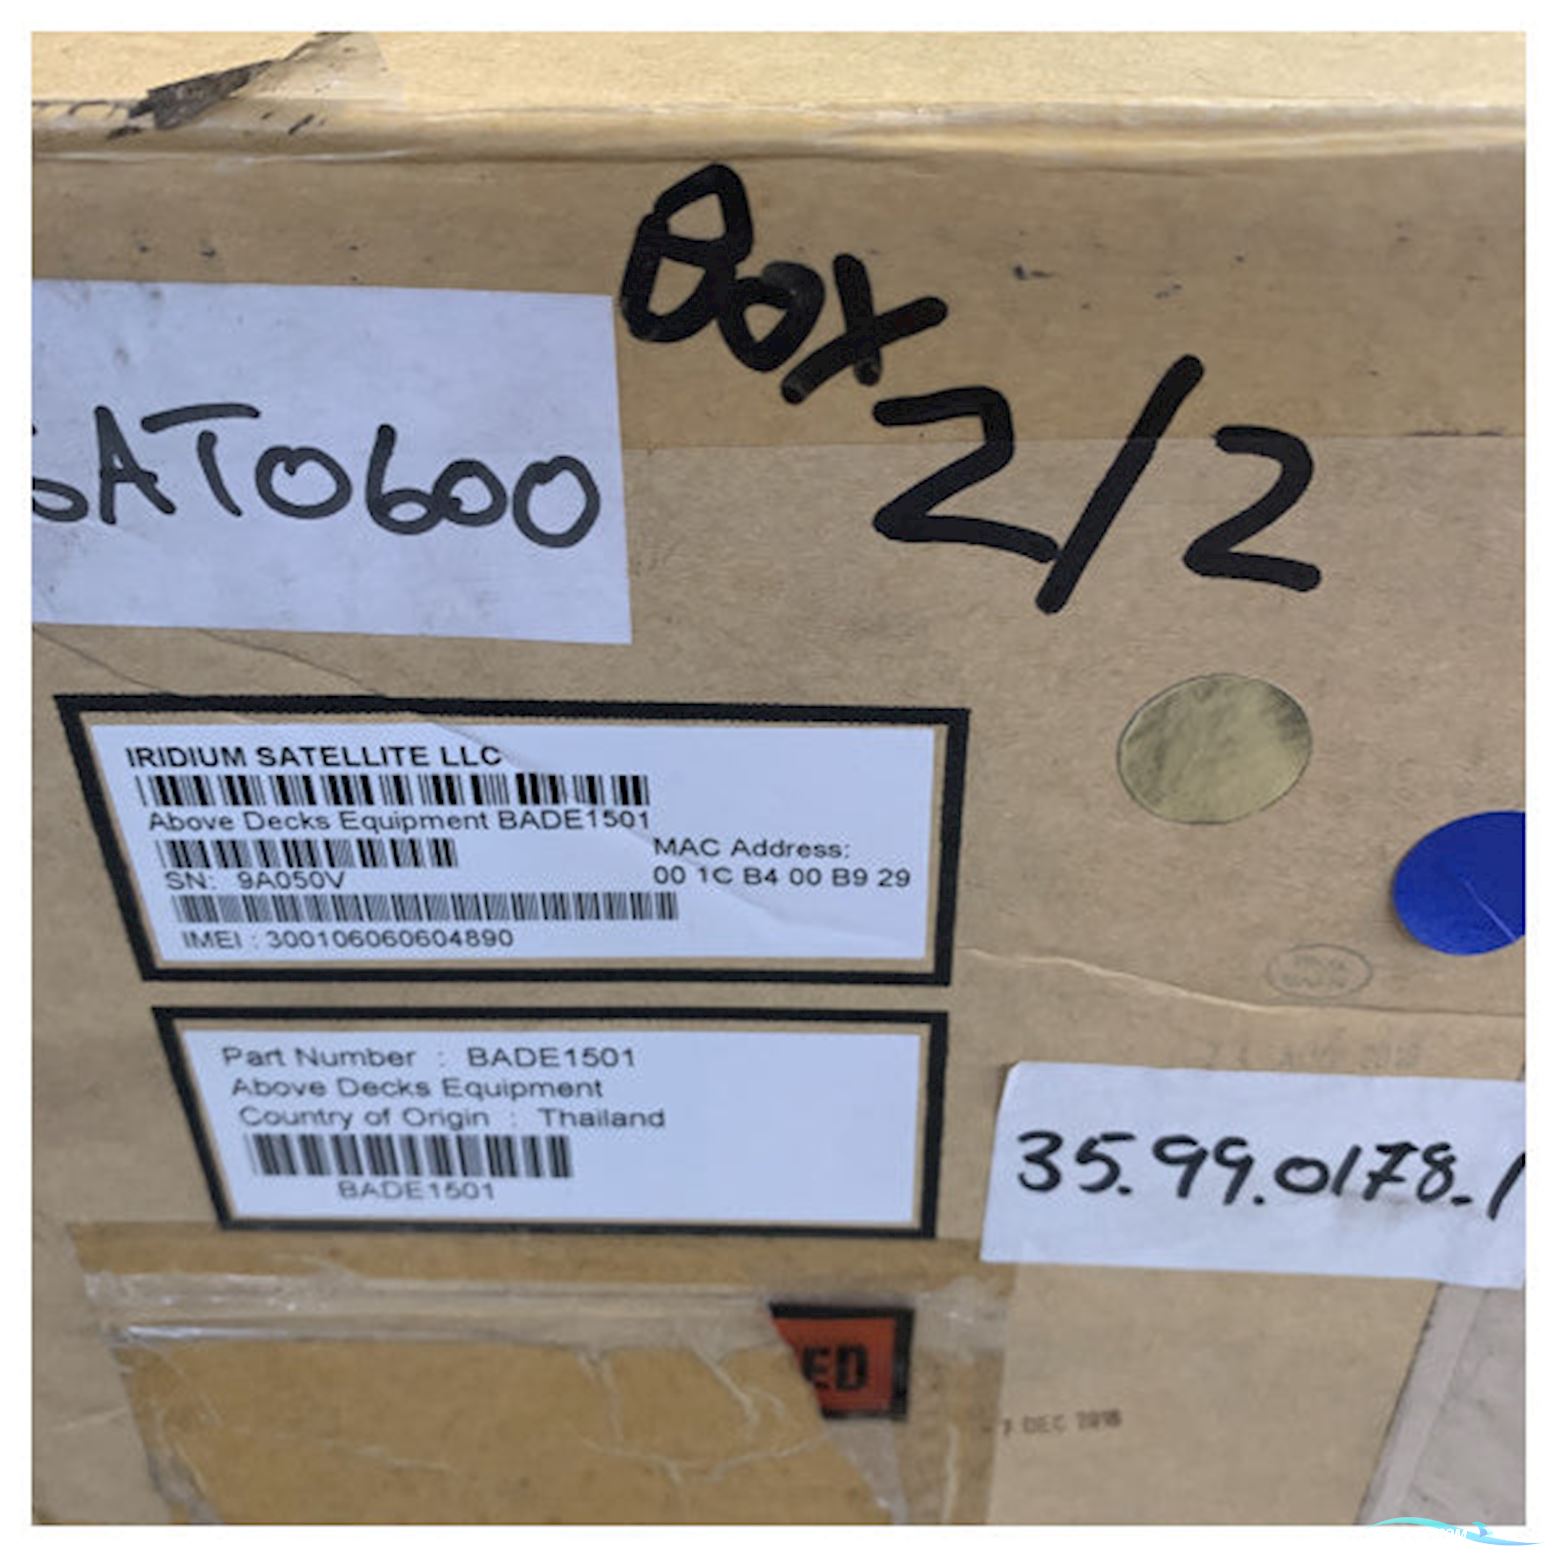 Box
2/2
SAT0600
IRIDIUM SATELLITE LLC
Above Decks Equipment BADE1501
MAC Address:
SN: 9A050V
00 1C B4 00 B9 29
IMEI : 300106060604890
Part Number : BADE1501
Above Decks Equipment
Country of Origin : Thailand
BADE1501
35.99.0178.1
ED
DEC